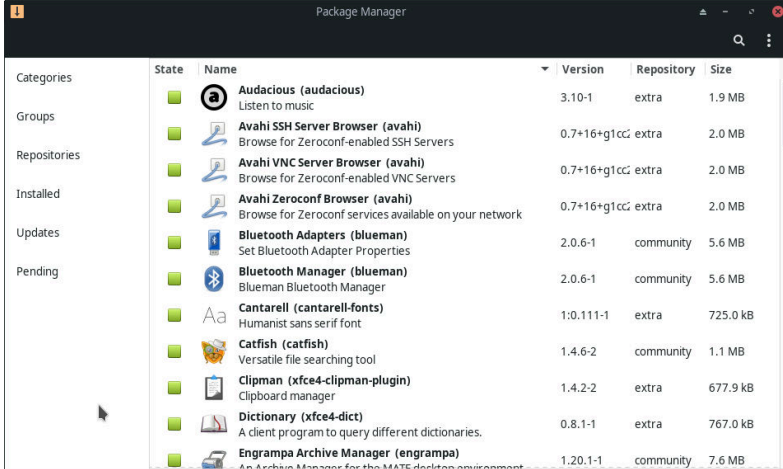 Package Manager
Categories
Groups
Repositories
Installed
Updates
Pending
State Name Version Repository Size
Audacious (audacious)
Listen to music
3.10-1 extra 1.9 MB
Avahi SSH Server Browser (avahi)
Browse for Zeroconf-enabled SSH Servers
0.7+16+g1cc2 extra 2.0 MB
Avahi VNC Server Browser (avahi)
Browse for Zeroconf-enabled VNC Servers
0.7+16+g1cc2 extra 2.0 MB
Avahi Zeroconf Browser (avahi)
Browse for Zeroconf services available on your network
0.7+16+g1cc2 extra 2.0 MB
Bluetooth Adapters (blueman)
Set Bluetooth Adapter Properties
2.0.6-1 community 5.6 MB
Bluetooth Manager (blueman)
Blueman Bluetooth Manager
2.0.6-1 community 5.6 MB
Aa
Cantarell (cantarell-fonts)
Humanist sans serif font
1:0.111-1 extra 725.0 kB
Catfish (catfish)
Versatile file searching tool
1.4.6-2 community 1.1 MB
Clipman (xfce4-clipman-plugin)
Clipboard manager
1.4.2-2 extra 677.9 kB
Dictionary (xfce4-dict)
A client program to query different dictionaries.
0.8.1-1 extra 767.0 kB
Engrampa Archive Manager (engrampa)
An Archive Manager for the MATE desktop environment
1.20.1-1 community 7.6 MB